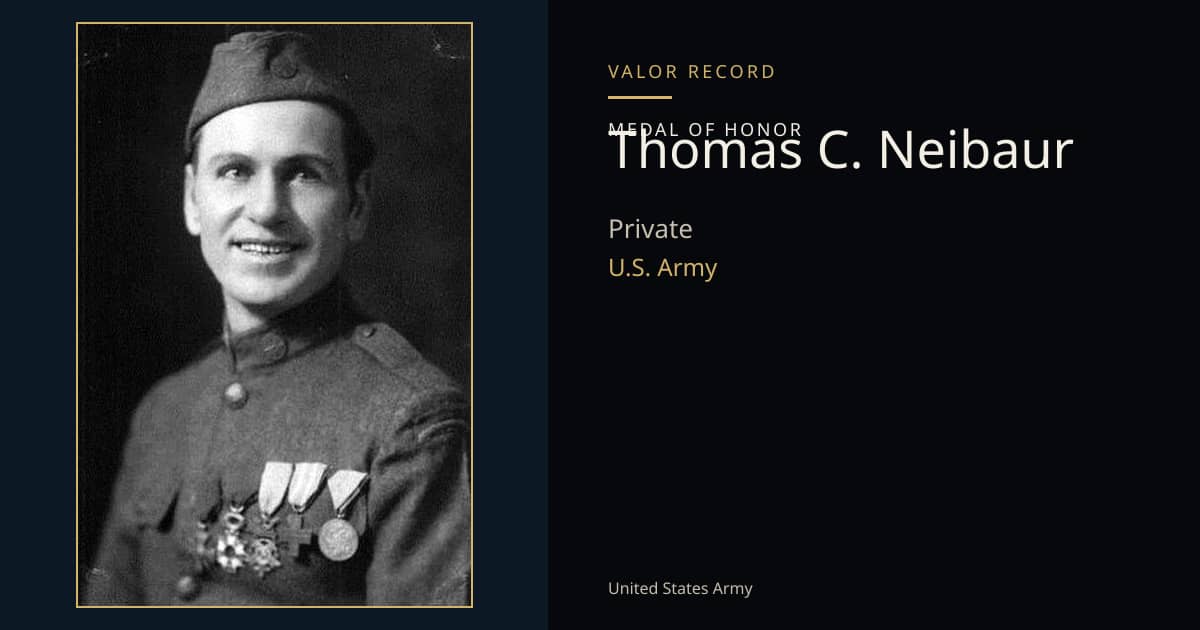 VALOR RECORD
MEDAL OF HONOR
Thomas C. Neibaur
Private
U.S. Army
United States Army